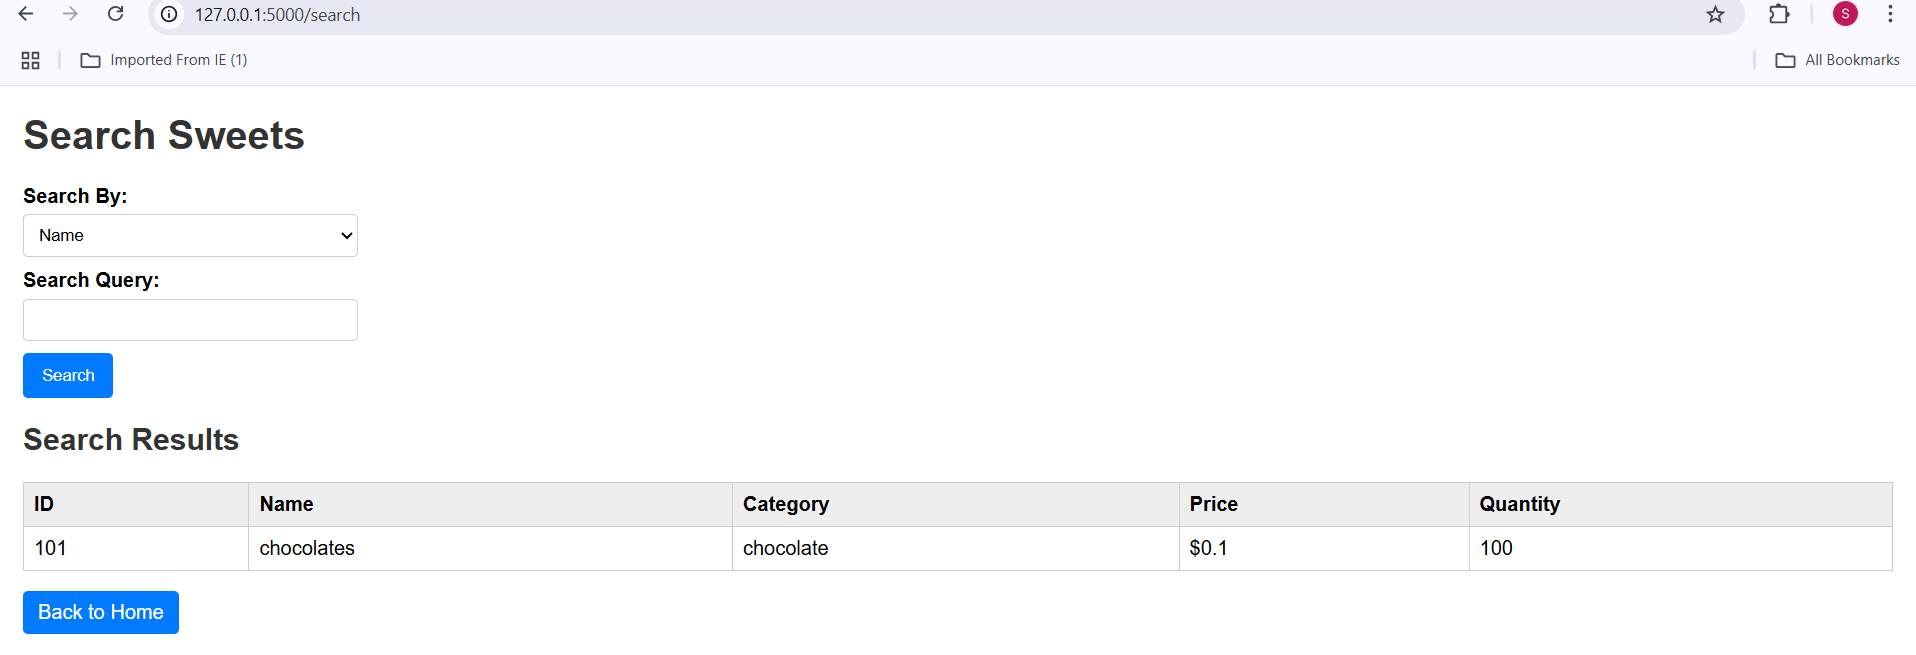 127.0.0.1:5000/search
S
Imported From IE (1)
All Bookmarks
Search Sweets
Search By:
Name
Search Query:
Search
Search Results
ID Name Category Price Quantity
101 chocolates chocolate $0.1 100
Back to Home